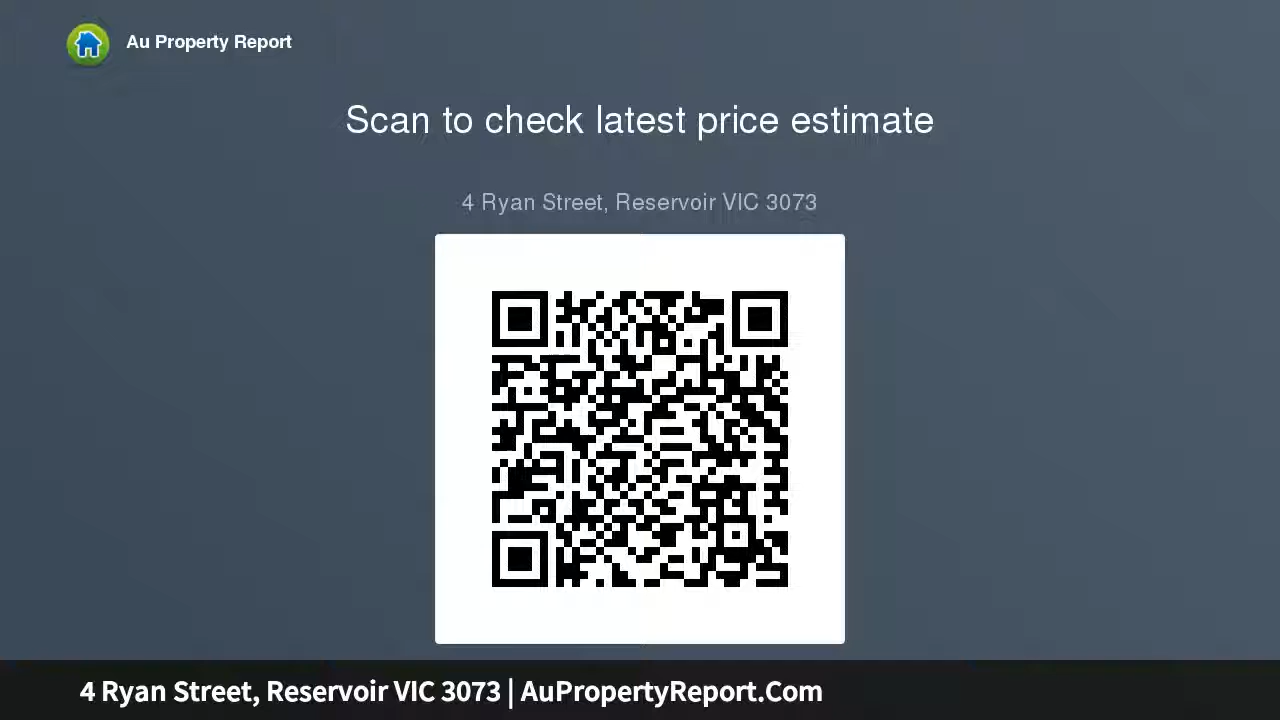 Au Property Report
Scan to check latest price estimate
4 Ryan Street, Reservoir VIC 3073
4 Ryan Street, Reservoir VIC 3073 | AuPropertyReport.Com